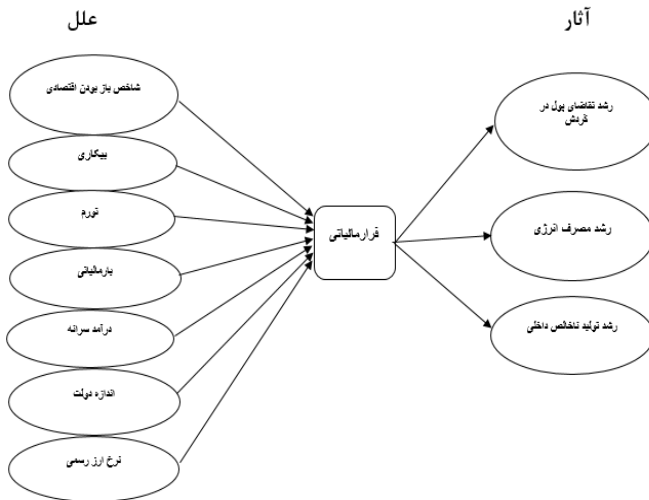 علل
آثار
شاخص باز بودن اقتصادی
بیکاری
تورم
بارمالیاتی
درآمد سرانه
اندازه دولت
نرخ ارز رسمی
فرارمالیاتی
رشد تقاضای پول در
گردش
رشد مصرف انرژی
رشد تولید ناخالص داخلی